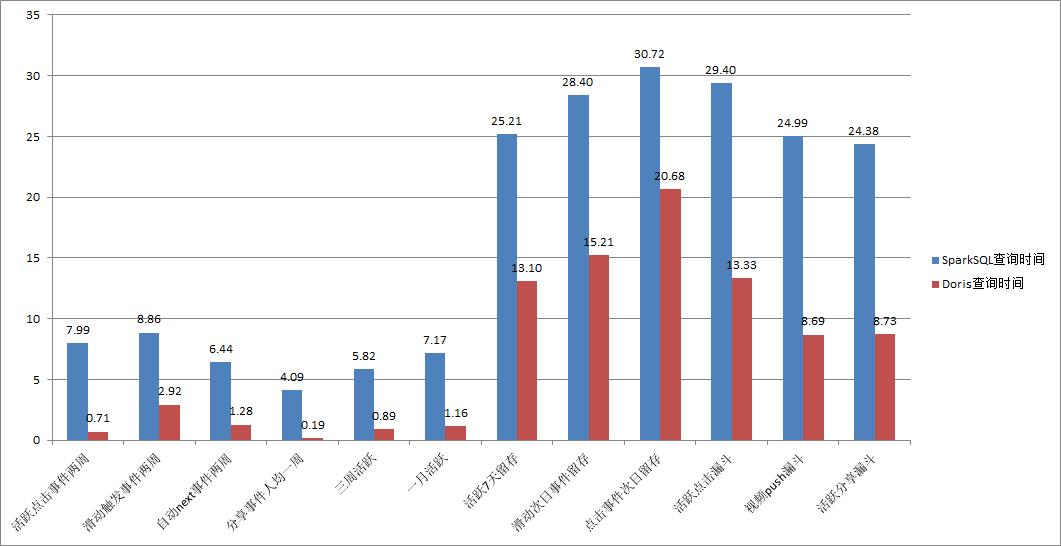 35
30
25
20
15
10
5
0
7.99
0.71
8.86
2.92
6.44
1.28
4.09
0.19
5.82
0.89
7.17
1.16
25.21
13.10
28.40
15.21
30.72
20.68
29.40
13.33
24.99
8.69
24.38
8.73
活跃点击事件两周
滑动触发事件两周
自动next事件两周
分享事件人均一周
三周活跃
一月活跃
活跃7天留存
滑动次日事件留存
点击事件次日留存
活跃点击漏斗
视频push漏斗
活跃分享漏斗
SparkSQL查询时间
Doris查询时间